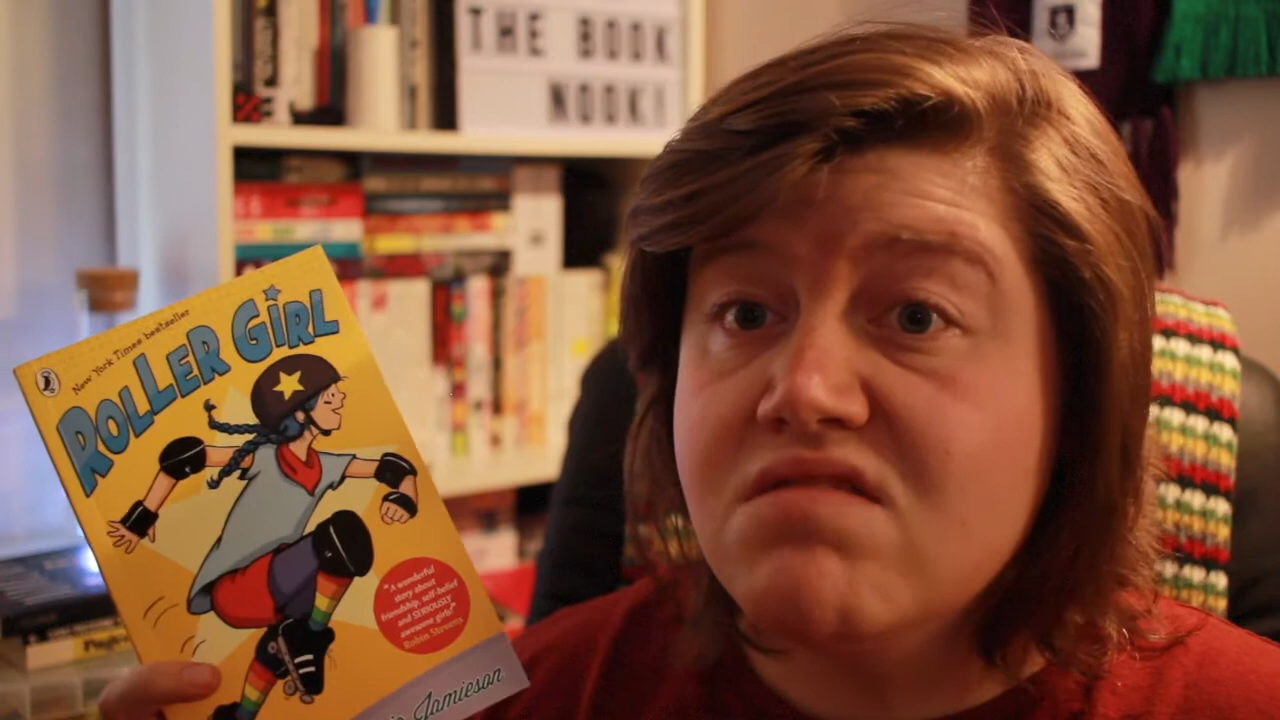 THE BOOK
NOOK!
New York Times bestseller
ROLLER GIRL
"A wonderful
story about
friendship, self-belief
and SERIOUSLY
awesome girls!"
Robin Stevens
Jamieson